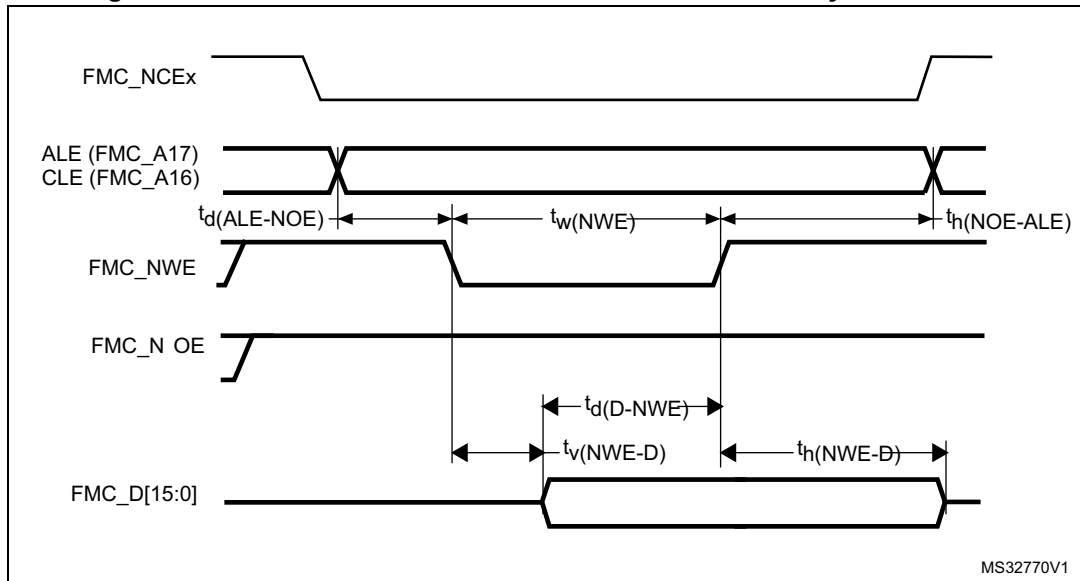 FMC_NCEx
ALE (FMC_A17)
CLE (FMC_A16)
td(ALE-NOE) tw(NWE) th(NOE-ALE)
FMC_NWE
FMC_N OE
td(D-NWE)
tv(NWE-D) th(NWE-D)
FMC_D[15:0]
MS32770V1